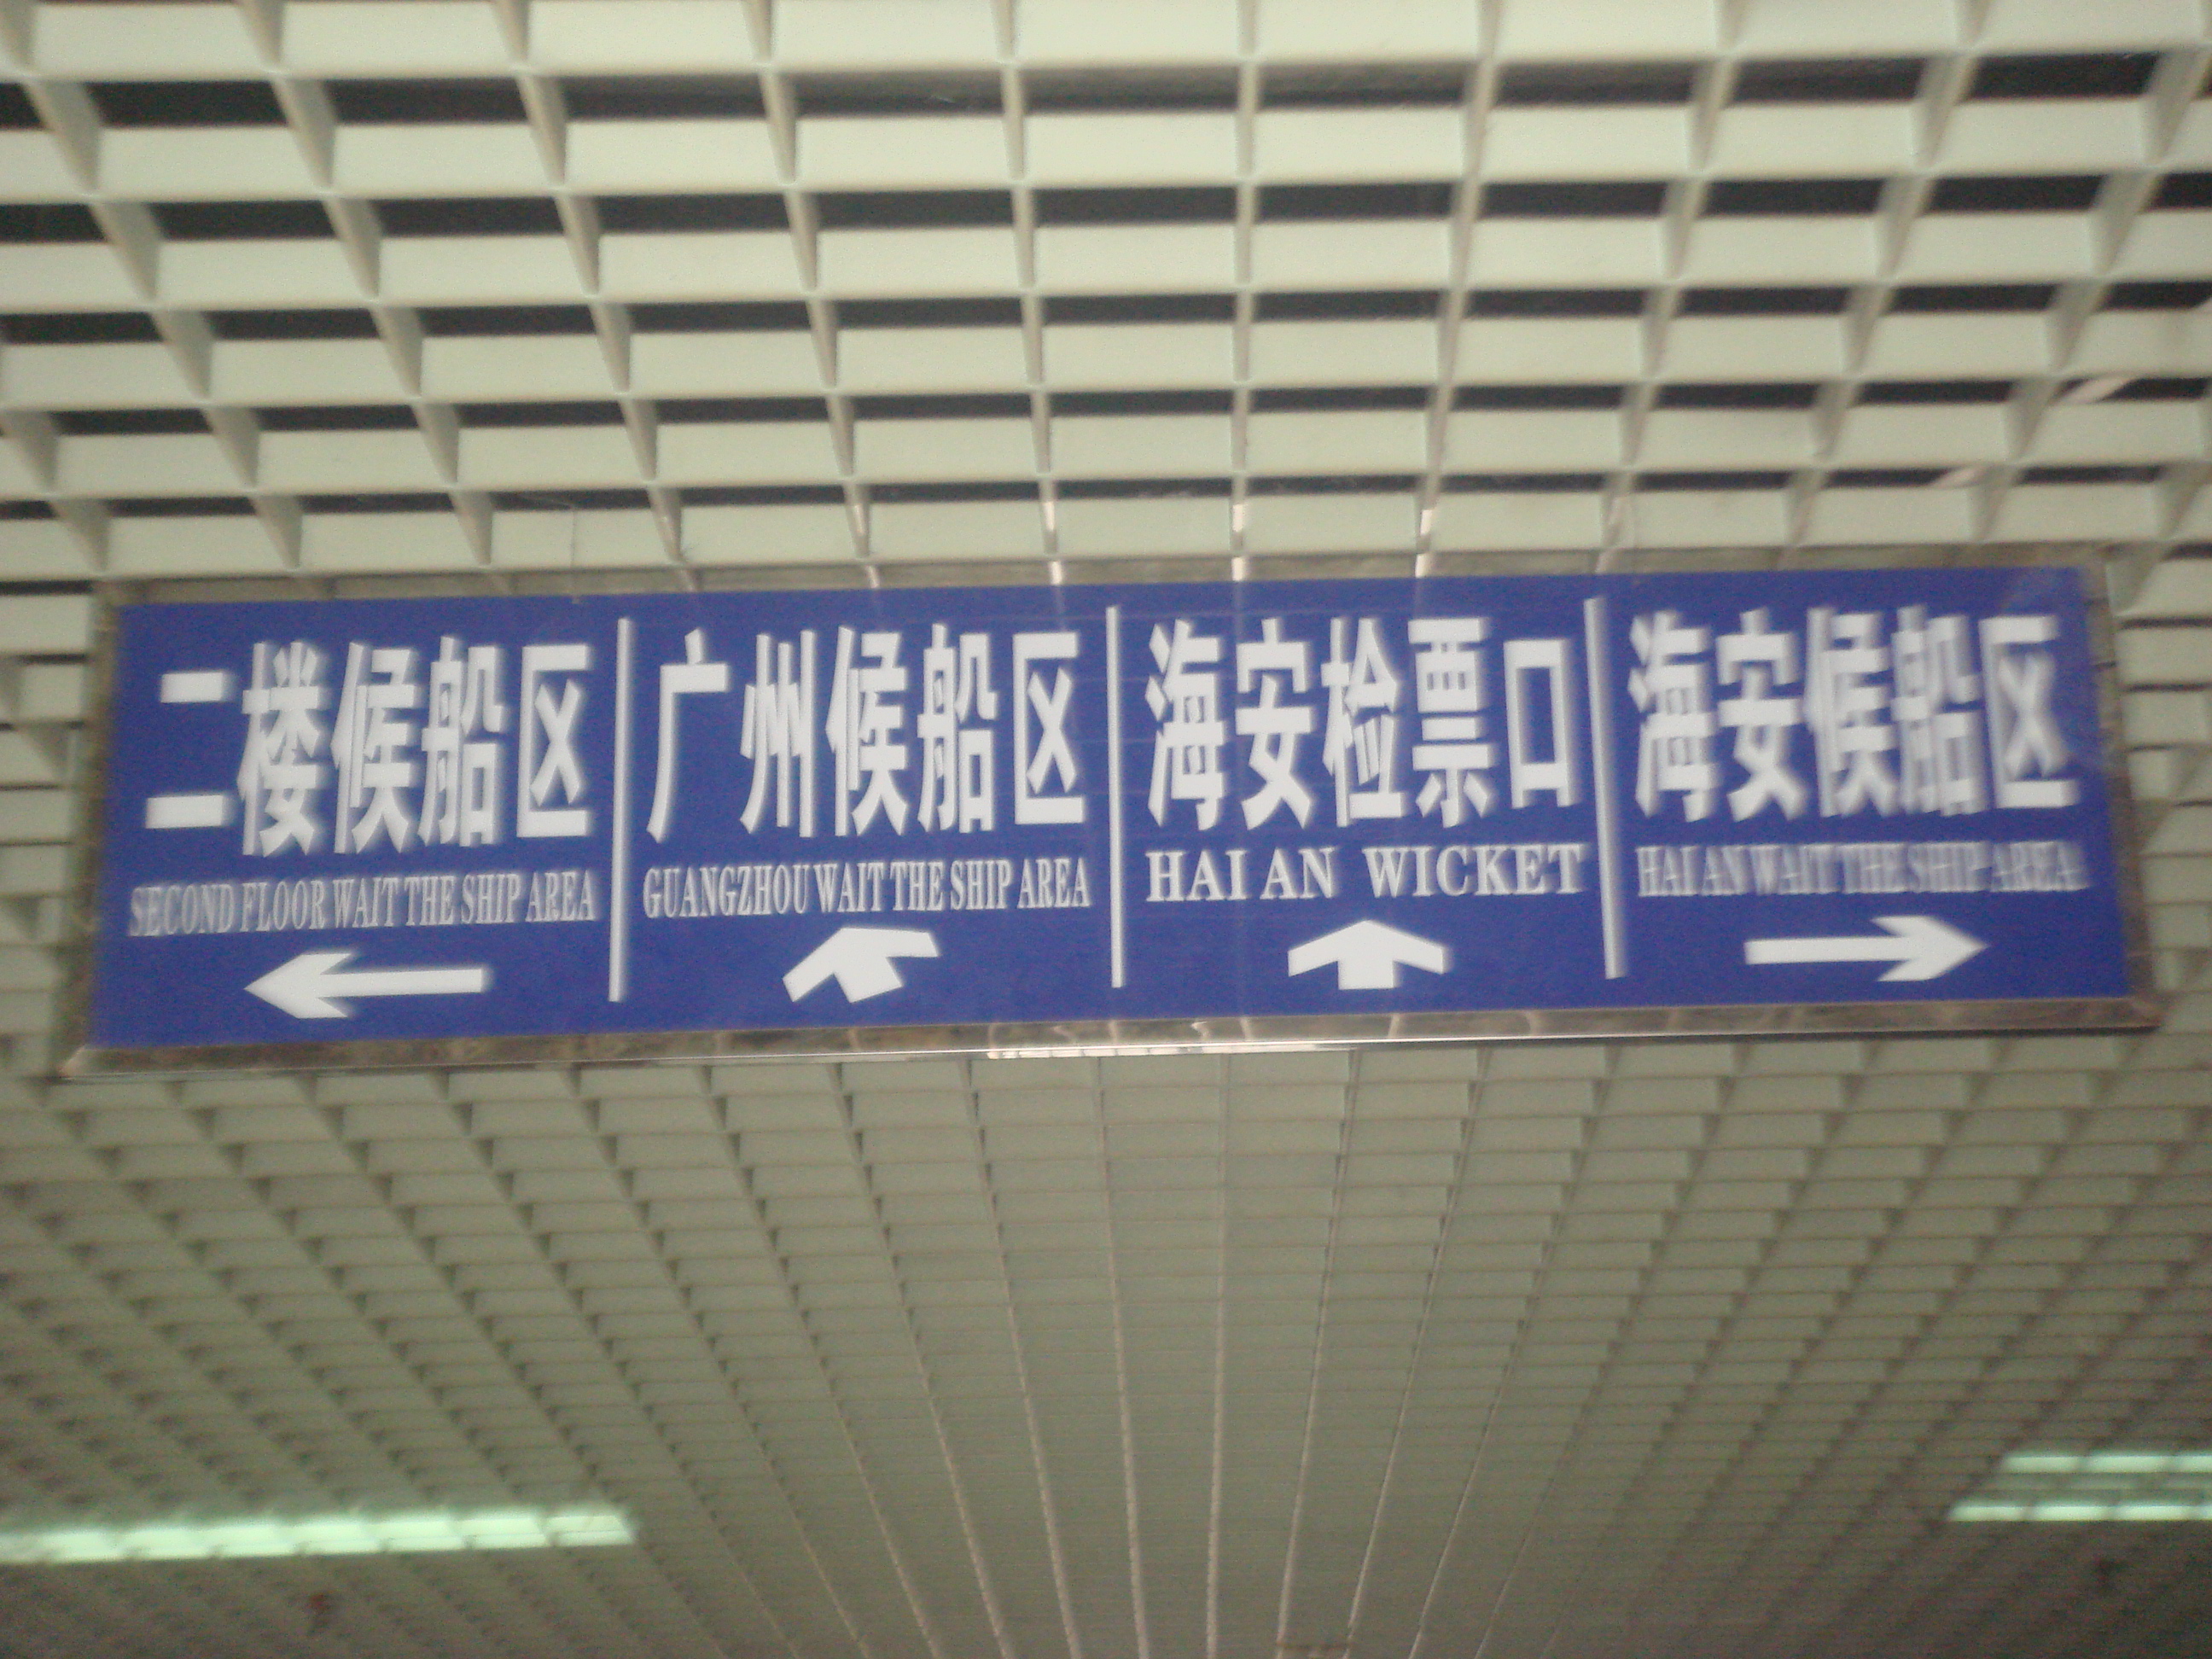 二楼候船区
SECOND FLOOR WAIT THE SHIP AREA
广州候船区
GUANGZHOU WAIT THE SHIP AREA
海安检票口
HAI AN WICKET
海安候船区
HAI AN WAIT THE SHIP AREA